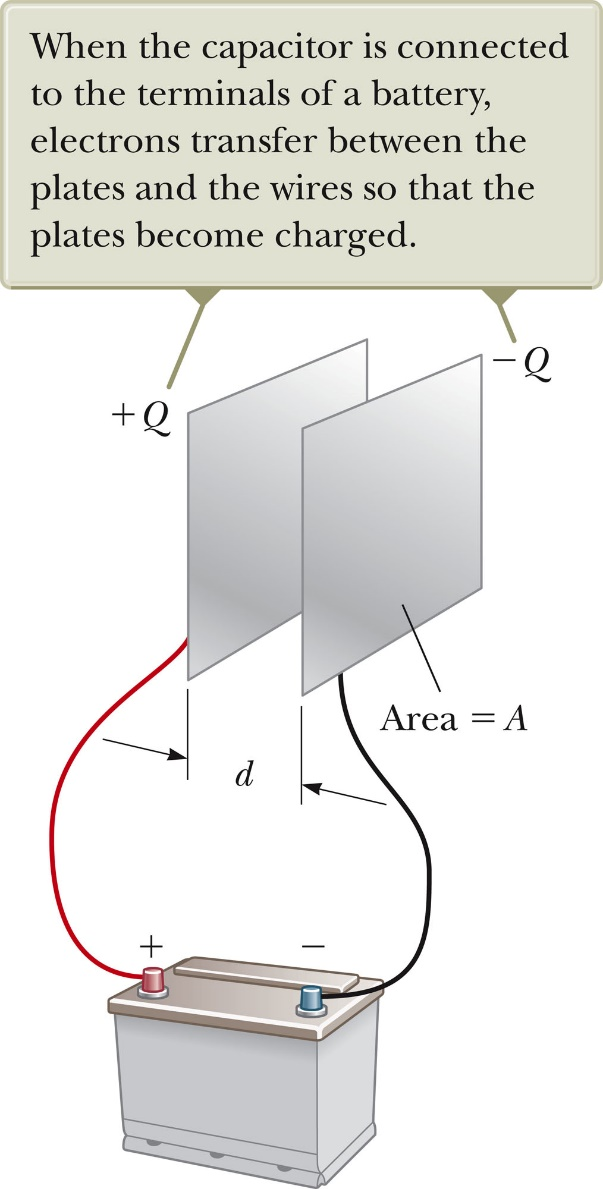 When the capacitor is connected
to the terminals of a battery,
electrons transfer between the
plates and the wires so that the
plates become charged.
−Q
+Q
Area = A
d
+ −